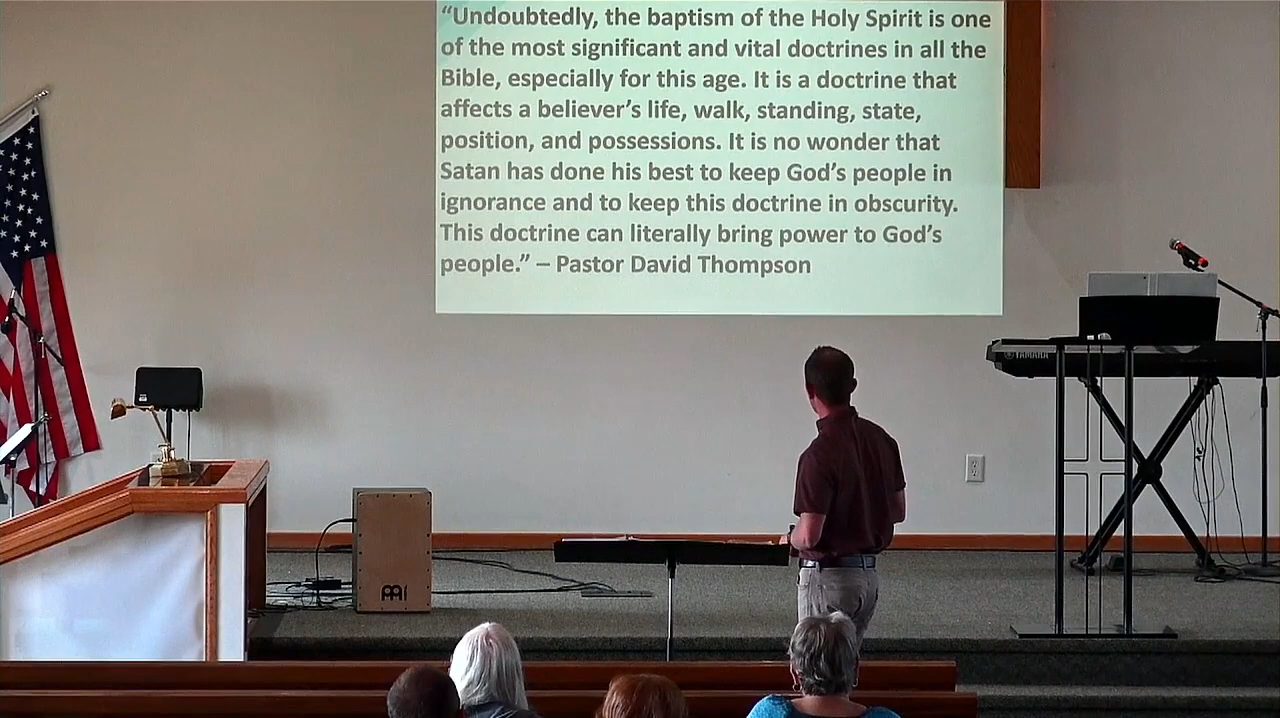 “Undoubtedly, the baptism of the Holy Spirit is one
of the most significant and vital doctrines in all the
Bible, especially for this age. It is a doctrine that
affects a believer’s life, walk, standing, state,
position, and possessions. It is no wonder that
Satan has done his best to keep God’s people in
ignorance and to keep this doctrine in obscurity.
This doctrine can literally bring power to God’s
people.” – Pastor David Thompson
YAMAHA